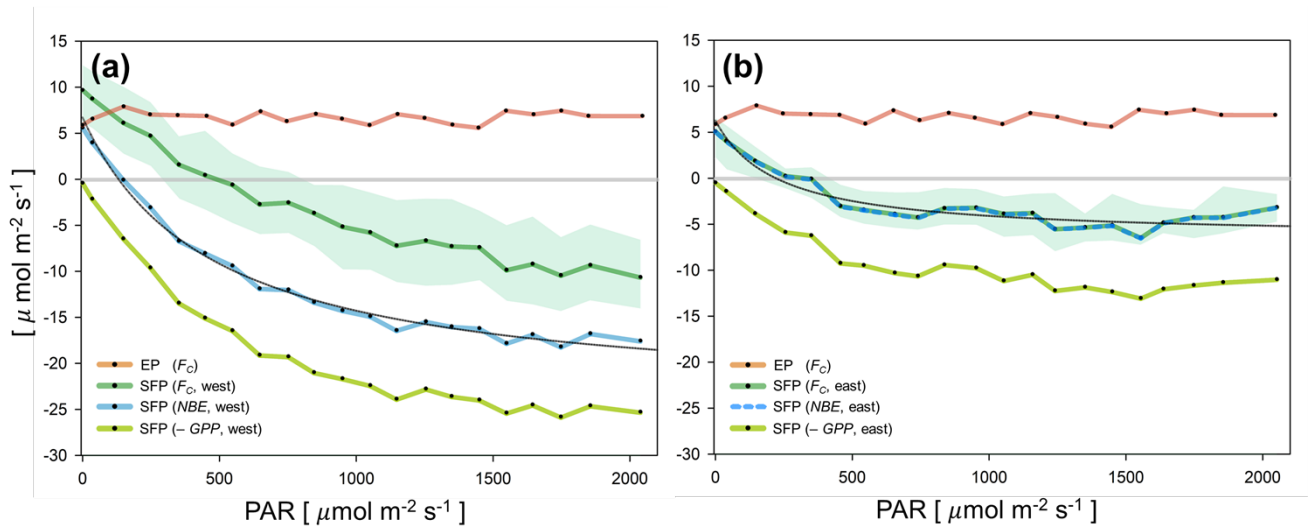 (a)
15
10
5
0
-5
-10
-15
-20
-25
-30
[ μ mol m-2 s-1 ]
EP (FC)
SFP (FC, west)
SFP (NBE, west)
SFP (– GPP, west)
0 500 1000 1500 2000
PAR [ μmol m-2 s-1 ]
(b)
15
10
5
0
-5
-10
-15
-20
-25
-30
EP (FC)
SFP (FC, east)
SFP (NBE, east)
SFP (– GPP, east)
0 500 1000 1500 2000
PAR [ μmol m-2 s-1 ]